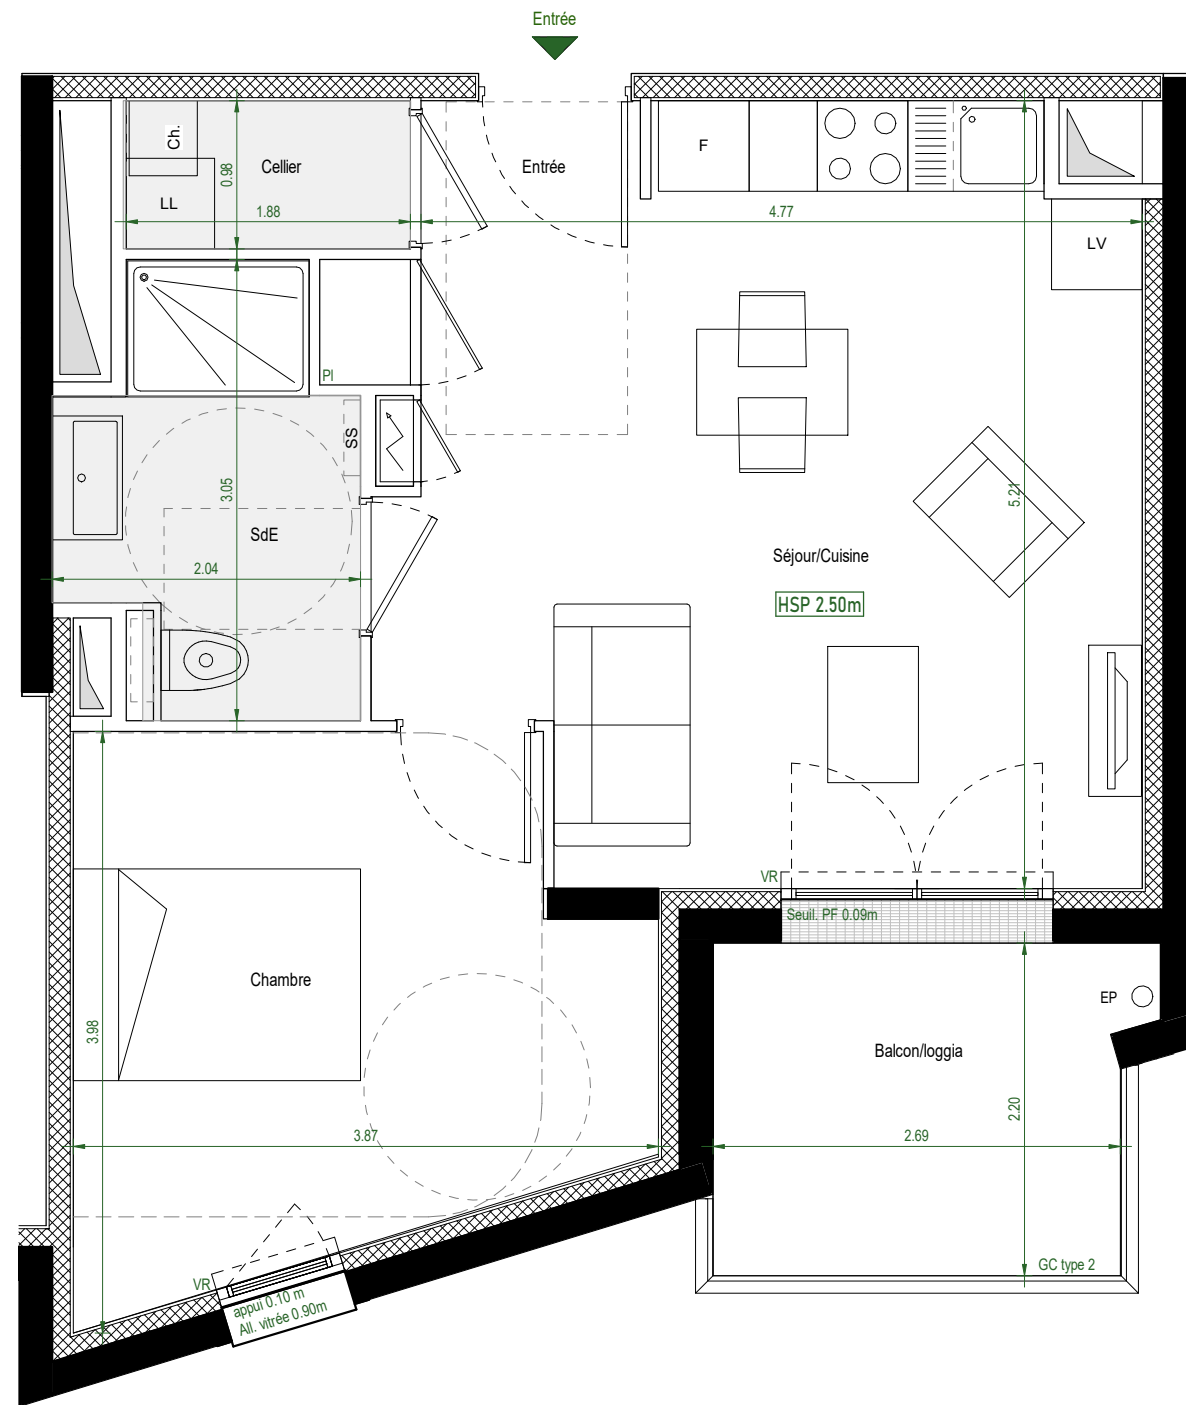 Entrée
Ch.
Cellier
Entrée
F
0.98
LL
1.88
4.77
LV
PI
SS
3.05
5.21
SdE
Séjour/Cuisine
2.04
HSP 2.50m
VR
Seuil. PF 0.09m
Chambre
EP
3.98
Balcon/loggia
2.20
3.87
2.69
GC type 2
VR
appui 0.10 m
All. vitrée 0.90m